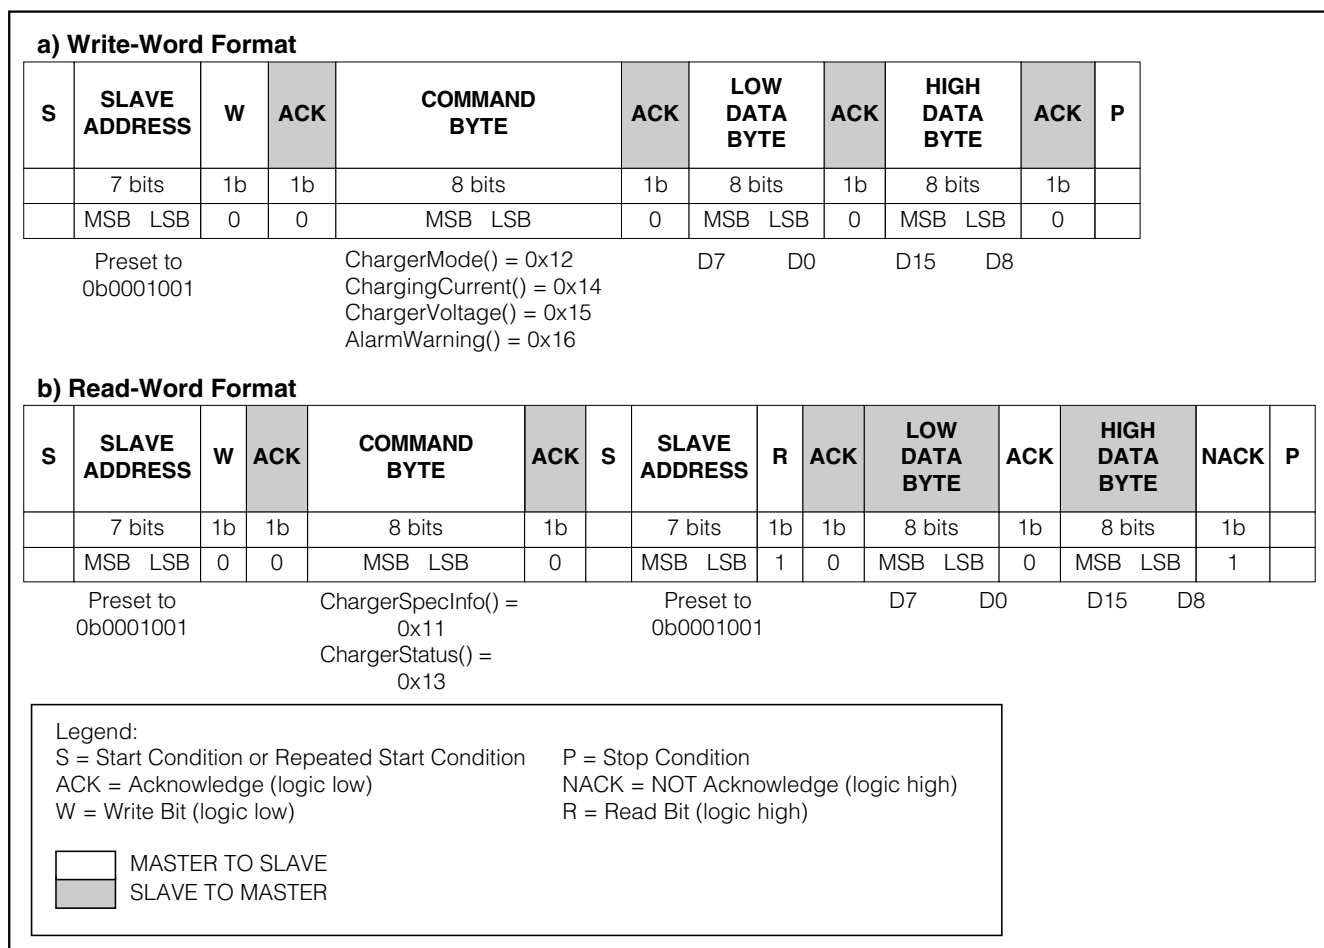 a) Write-Word Format
S SLAVE ADDRESS W ACK COMMAND BYTE ACK LOW DATA BYTE ACK HIGH DATA BYTE ACK P
7 bits 1b 1b 8 bits 1b 8 bits 1b 8 bits 1b
MSB LSB 0 0 MSB LSB 0 MSB LSB 0 MSB LSB 0
Preset to 0b0001001
ChargerMode() = 0x12
ChargingCurrent() = 0x14
ChargerVoltage() = 0x15
AlarmWarning() = 0x16
D7 D0 D15 D8
b) Read-Word Format
S SLAVE ADDRESS W ACK COMMAND BYTE ACK S SLAVE ADDRESS R ACK LOW DATA BYTE ACK HIGH DATA BYTE NACK P
7 bits 1b 1b 8 bits 1b 7 bits 1b 1b 8 bits 1b 8 bits 1b
MSB LSB 0 0 MSB LSB 0 MSB LSB 1 0 MSB LSB 0 MSB LSB 1
Preset to
0b0001001
ChargerSpecInfo() =
0x11
ChargerStatus() =
0x13
Preset to
0b0001001
D7 D0 D15 D8
Legend:
S = Start Condition or Repeated Start Condition P = Stop Condition
ACK = Acknowledge (logic low) NACK = NOT Acknowledge (logic high)
W = Write Bit (logic low) R = Read Bit (logic high)
MASTER TO SLAVE
SLAVE TO MASTER